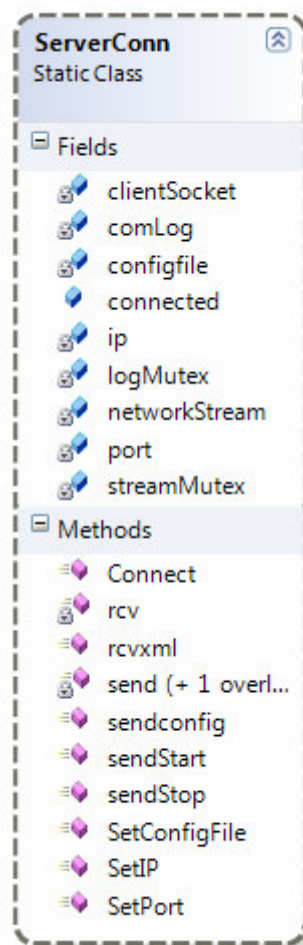 ServerConn
Static Class
Fields
clientSocket
comLog
configfile
connected
ip
logMutex
networkStream
port
streamMutex
Methods
Connect
rcv
rcvxml
send (+ 1 overl...
sendconfig
sendStart
sendStop
SetConfigFile
SetIP
SetPort